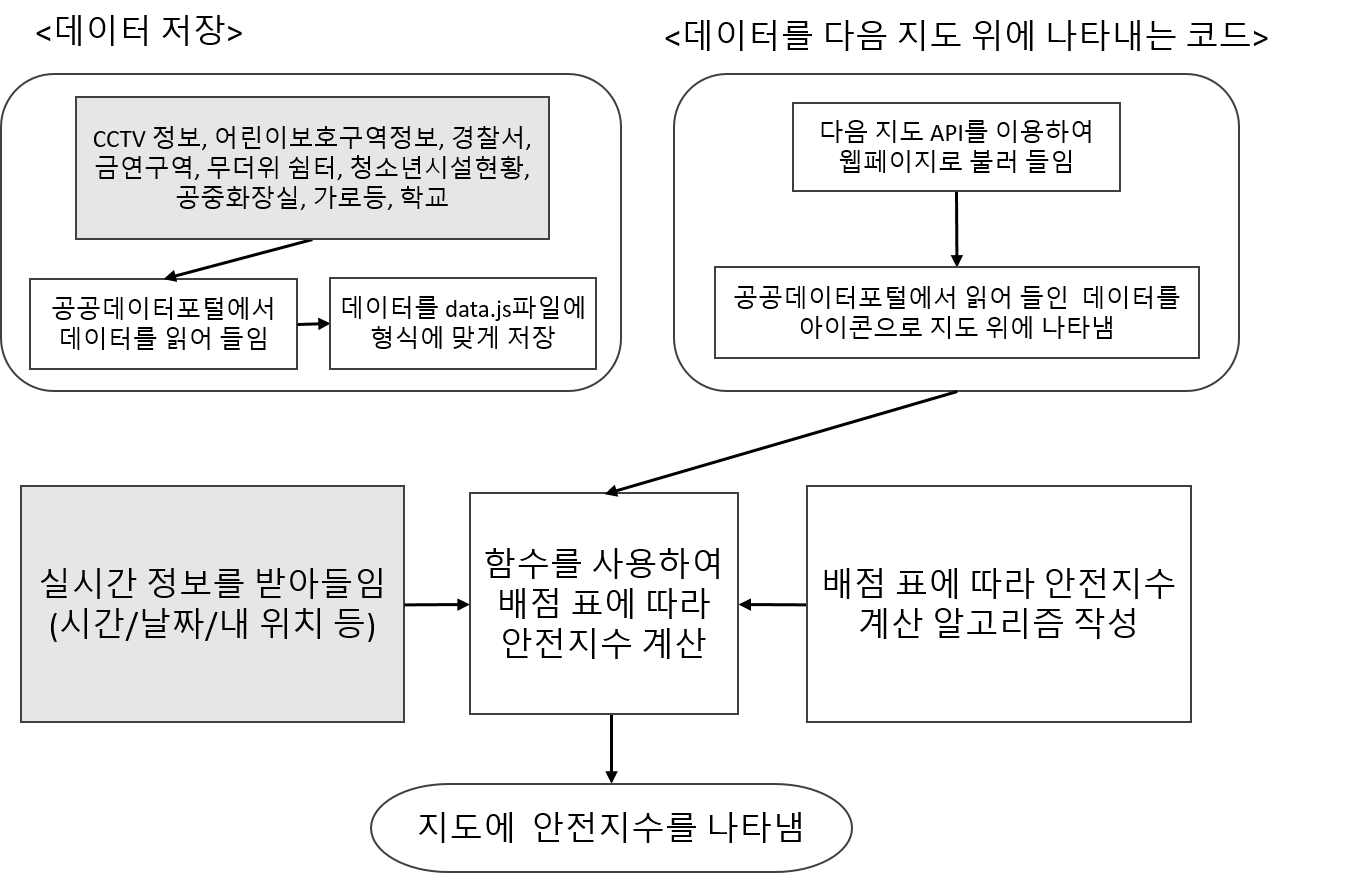 <데이터 저장>
CCTV 정보, 어린이보호구역정보, 경찰서,
금연구역, 무더위 쉼터, 청소년시설현황,
공중화장실, 가로등, 학교
공공데이터포털에서
데이터를 읽어 들임
데이터를 data.js파일에
형식에 맞게 저장
<데이터를 다음 지도 위에 나타내는 코드>
다음 지도 API를 이용하여
웹페이지로 불러 들임
공공데이터포털에서 읽어 들인 데이터를
아이콘으로 지도 위에 나타냄
실시간 정보를 받아들임
(시간/날짜/내 위치 등)
함수를 사용하여
배점 표에 따라
안전지수 계산
배점 표에 따라 안전지수
계산 알고리즘 작성
지도에 안전지수를 나타냄